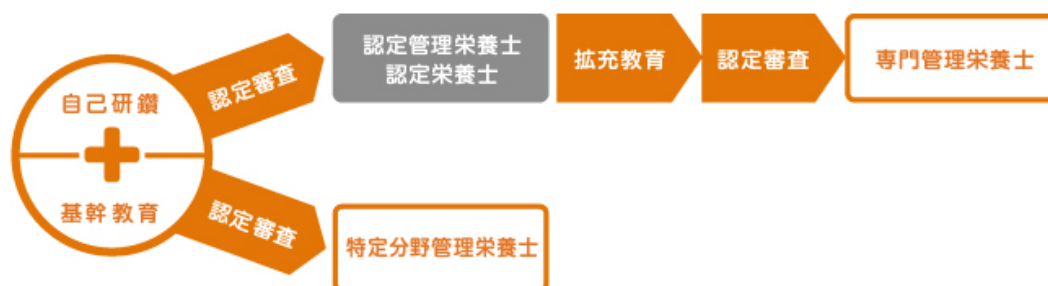 自己研鑽
基幹教育
認定審査
認定管理栄養士
認定栄養士
拡充教育
認定審査
専門管理栄養士
認定審査
特定分野管理栄養士